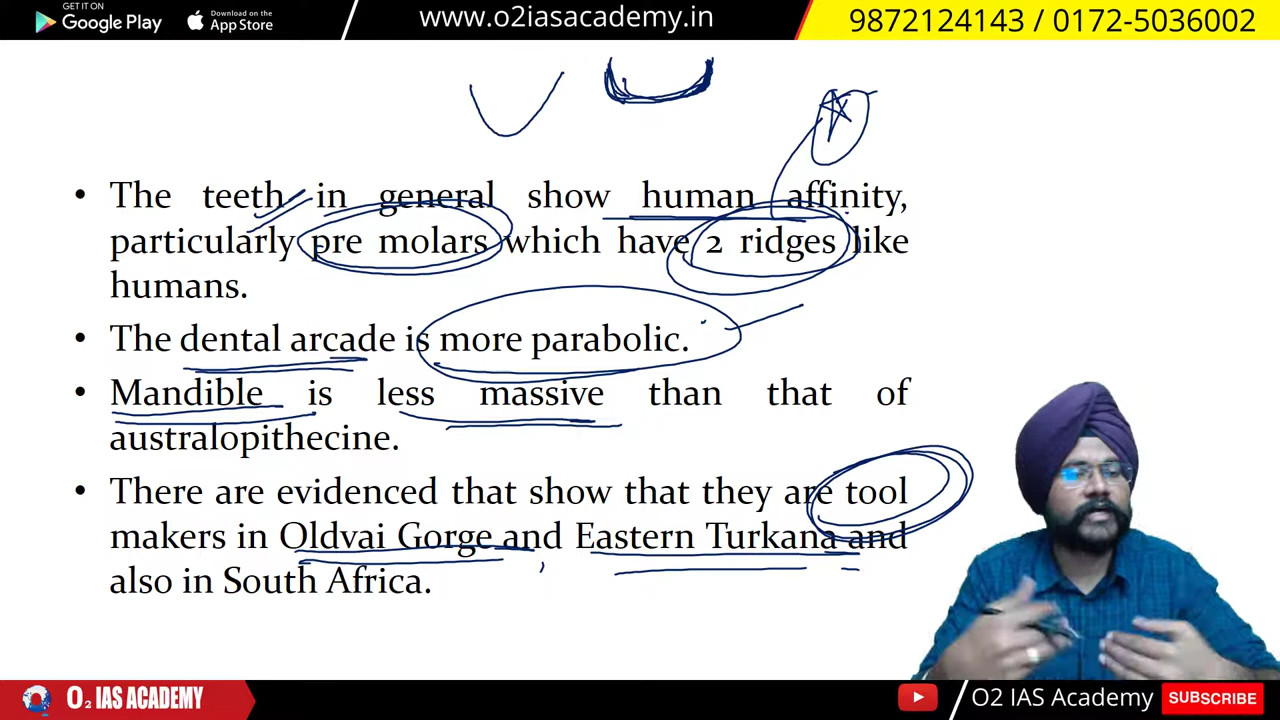 GET IT ON
Google Play
Download on the
App Store
www.o2iasacademy.in
9872124143 / 0172-5036002
• The teeth in general show human affinity,
particularly pre molars which have 2 ridges like
humans.
• The dental arcade is more parabolic.
• Mandible is less massive than that of
australopithecine.
• There are evidenced that show that they are tool
makers in Oldvai Gorge and Eastern Turkana and
also in South Africa.
O2 IAS ACADEMY
O2 IAS Academy SUBSCRIBE